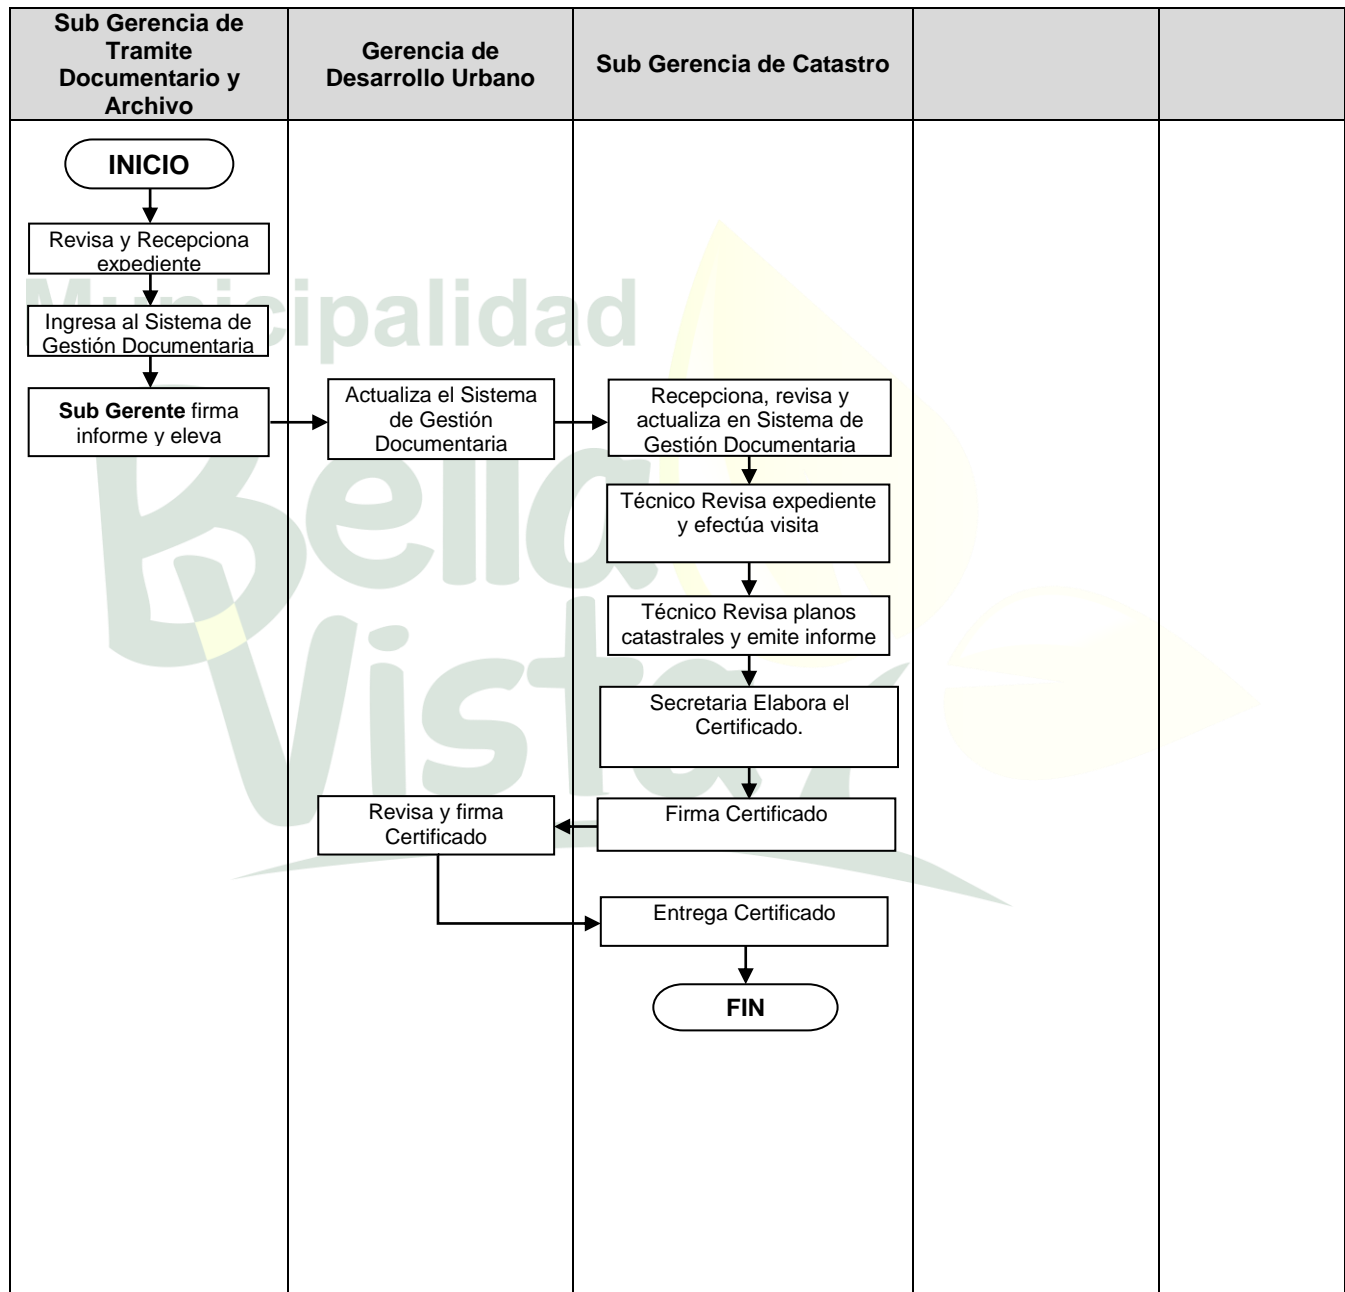 Sub Gerencia de
Tramite
Documentario y
Archivo
Gerencia de
Desarrollo Urbano
Sub Gerencia de Catastro
INICIO
Revisa y Recepciona
expediente
Municipalidad
Ingresa al Sistema de
Gestión Documentaria
Sub Gerente firma
informe y eleva
Actualiza el Sistema
de Gestión
Documentaria
Recepciona, revisa y
actualiza en Sistema de
Gestión Documentaria
Bella
Técnico Revisa expediente
y efectúa visita
Técnico Revisa planos
catastrales y emite informe
Vista
Secretaria Elabora el
Certificado.
Revisa y firma
Certificado
Firma Certificado
Entrega Certificado
FIN